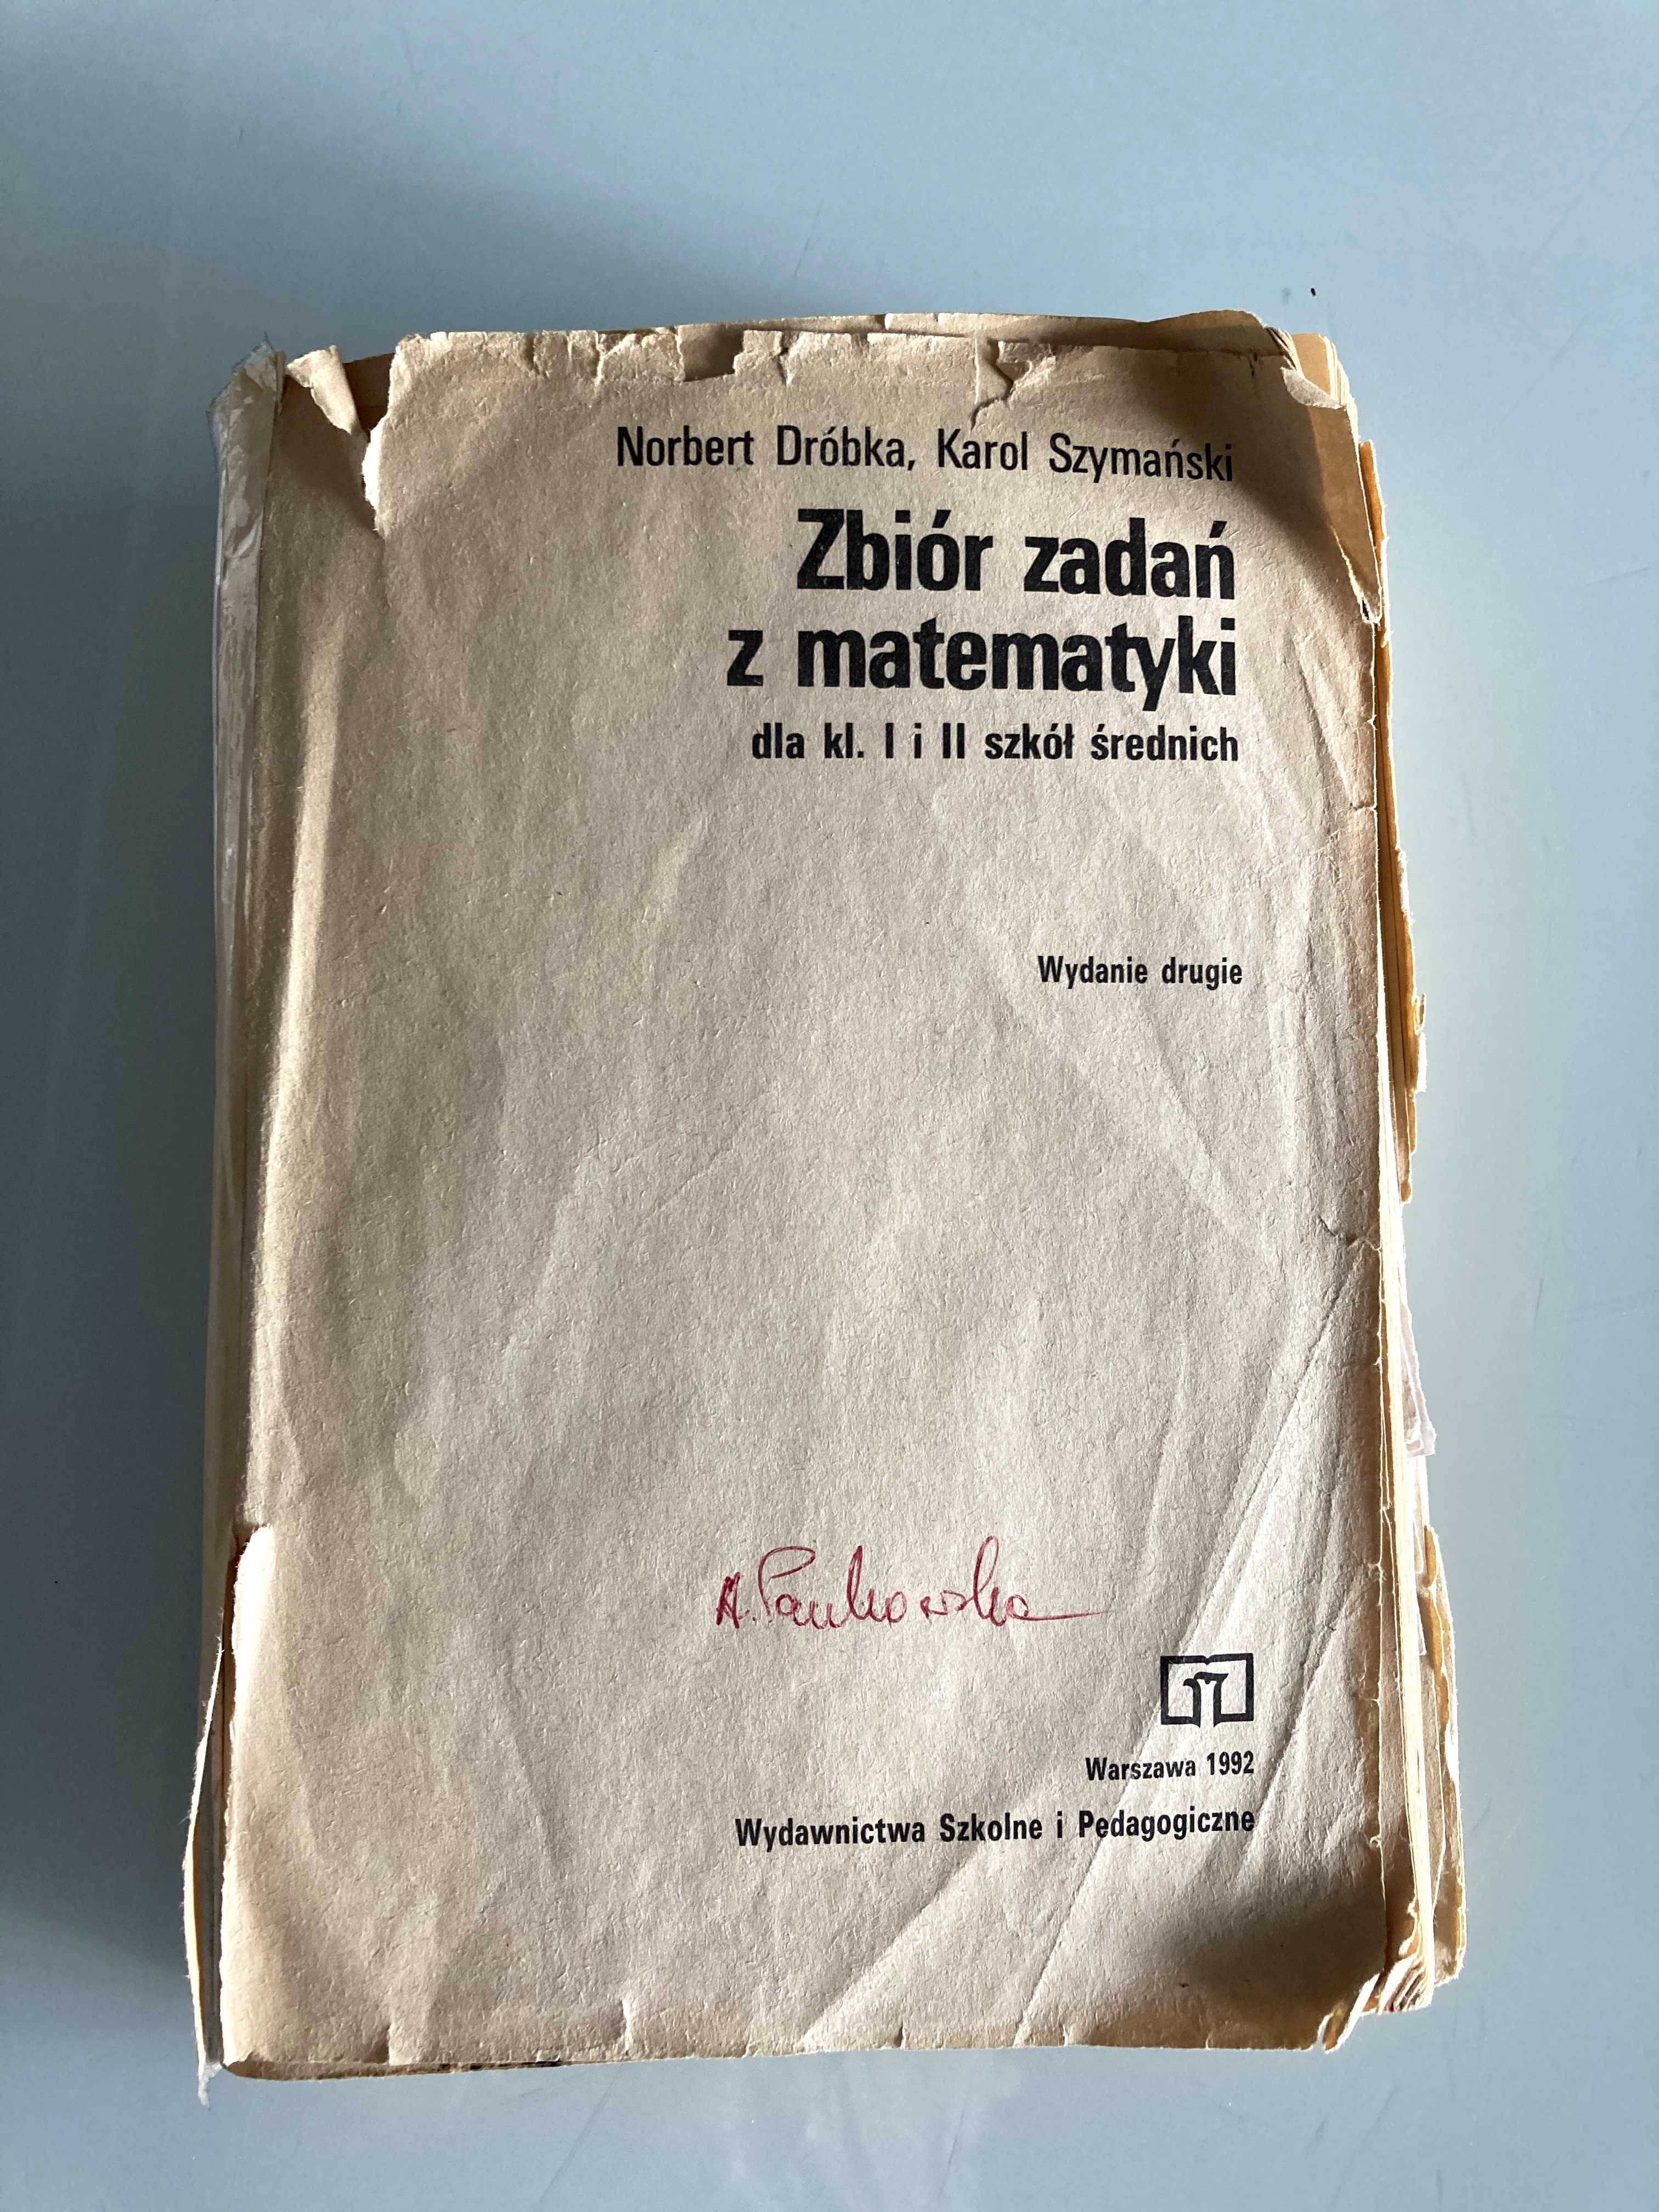 Norbert Dróbka, Karol Szymański
Zbiór zadań
z matematyki
dla kl. I i II szkół średnich
Wydanie drugie
A. Pankowska
Warszawa 1992
Wydawnictwa Szkolne i Pedagogiczne